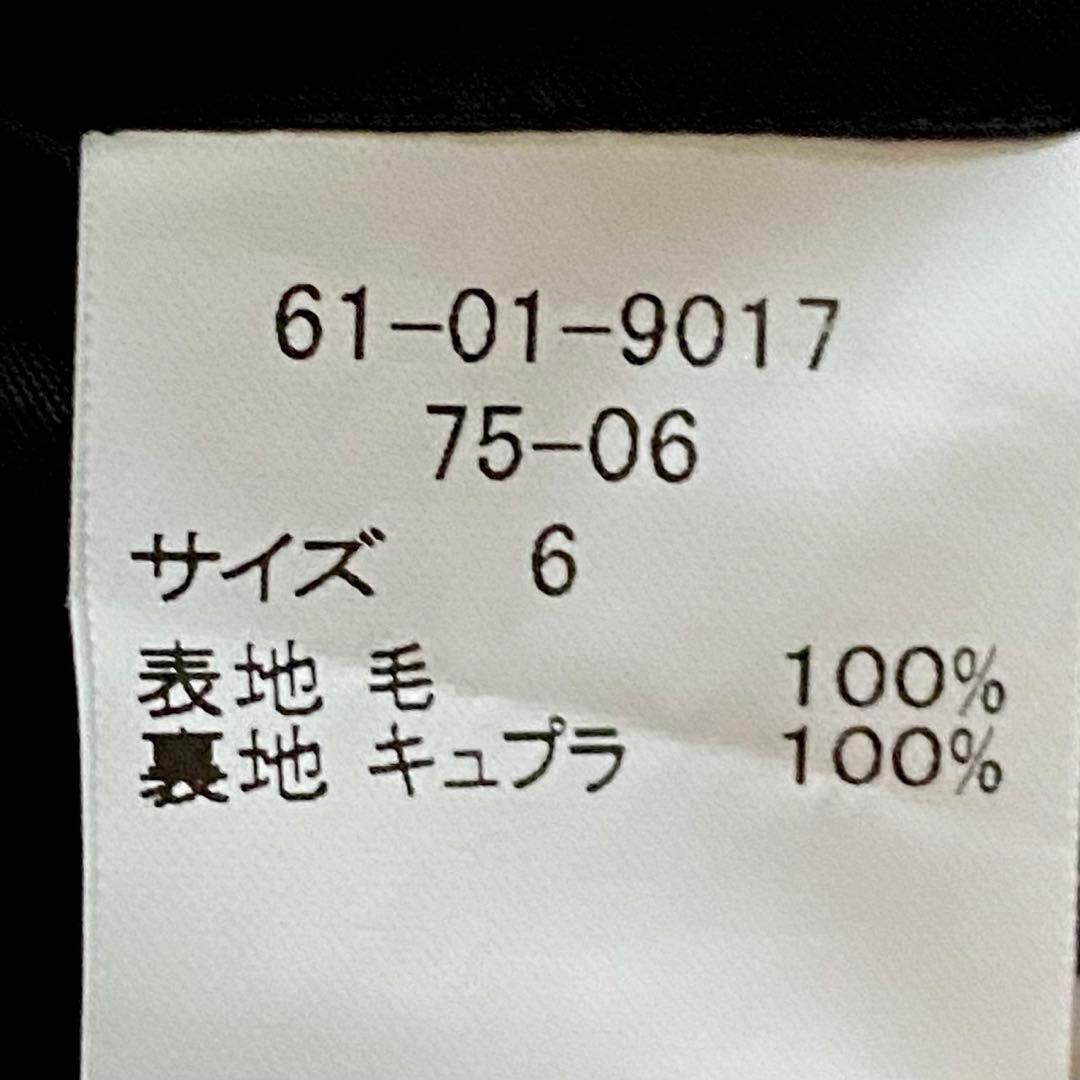 61-01-9017
75-06
サイズ 6
表地 毛 100%
裏地 キュプラ 100%